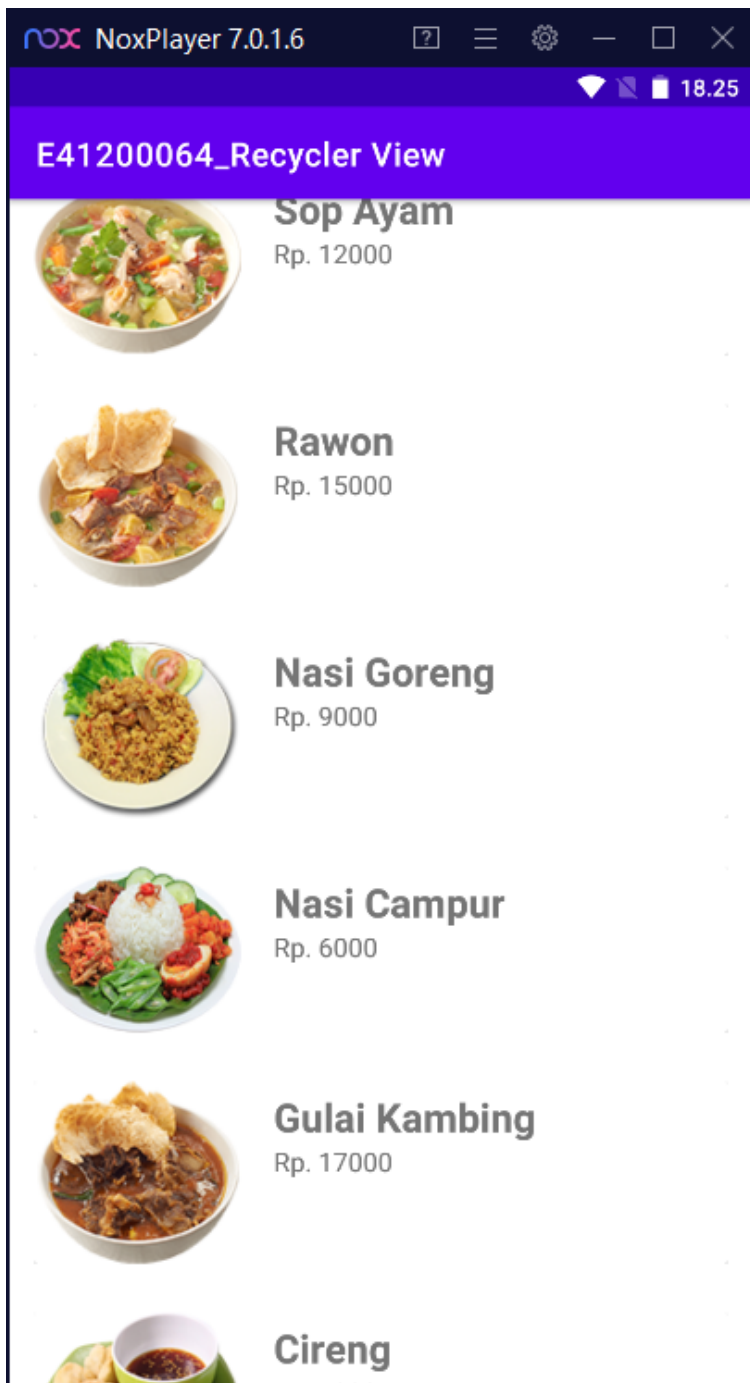 nox NoxPlayer 7.0.1.6
18.25
E41200064_Recycler View
Sop Ayam
Rp. 12000
Rawon
Rp. 15000
Nasi Goreng
Rp. 9000
Nasi Campur
Rp. 6000
Gulai Kambing
Rp. 17000
Cireng